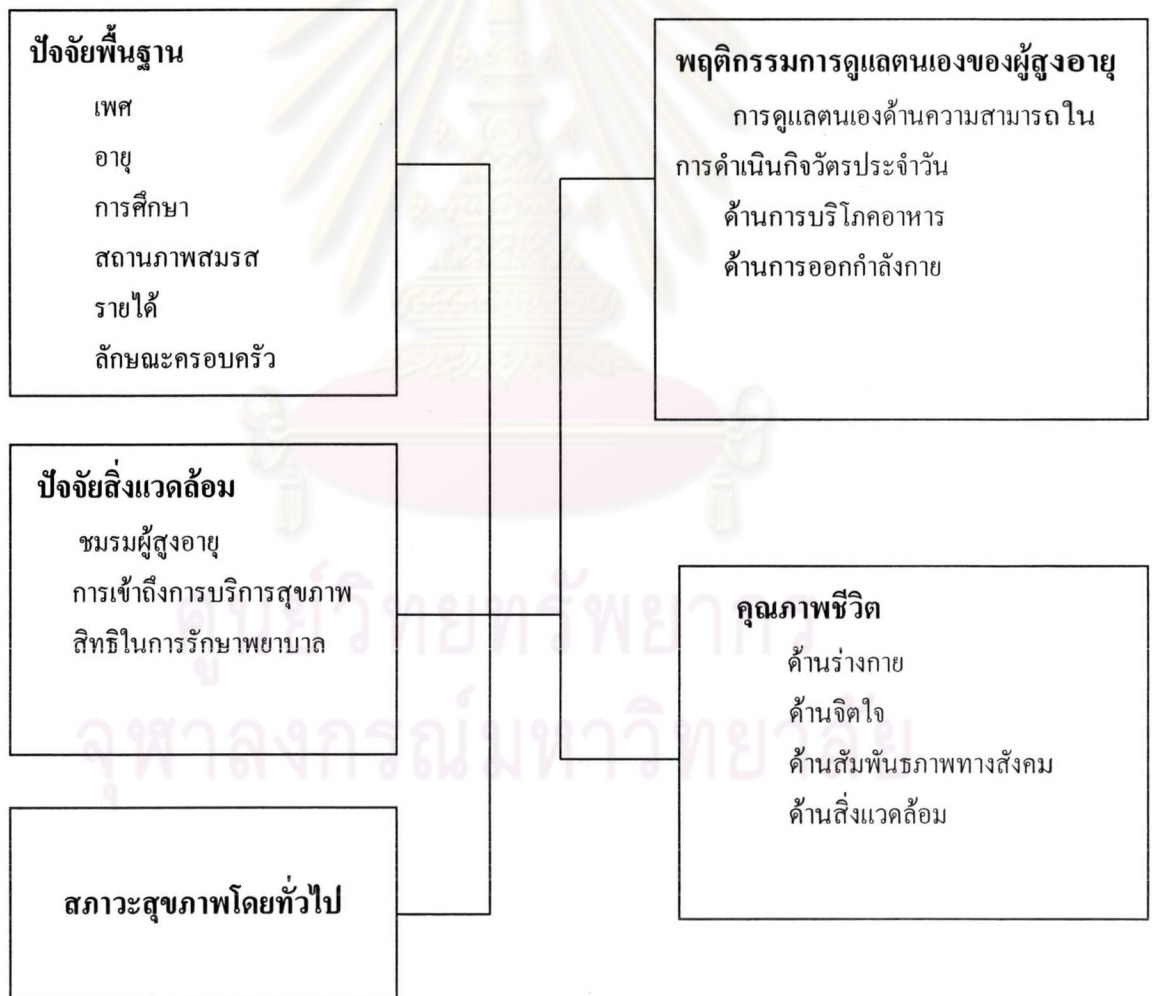 ปัจจัยพื้นฐาน
เพศ
อายุ
การศึกษา
สถานภาพสมรส
รายได้
ลักษณะครอบครัว
ปัจจัยสิ่งแวดล้อม
ชมรมผู้สูงอายุ
การเข้าถึงการบริการสุขภาพ
สิทธิในการรักษาพยาบาล
สภาวะสุขภาพโดยทั่วไป
พฤติกรรมการดูแลตนเองของผู้สูงอายุ
การดูแลตนเองด้านความสามารถใน
การดำเนินกิจวัตรประจำวัน
ด้านการบริโภคอาหาร
ด้านการออกกำลังกาย
คุณภาพชีวิต
ด้านร่างกาย
ด้านจิตใจ
ด้านสัมพันธภาพทางสังคม
ด้านสิ่งแวดล้อม
ศูนย์วิทยทรัพยากร
จุฬาลงกรณ์มหาวิทยาลัย